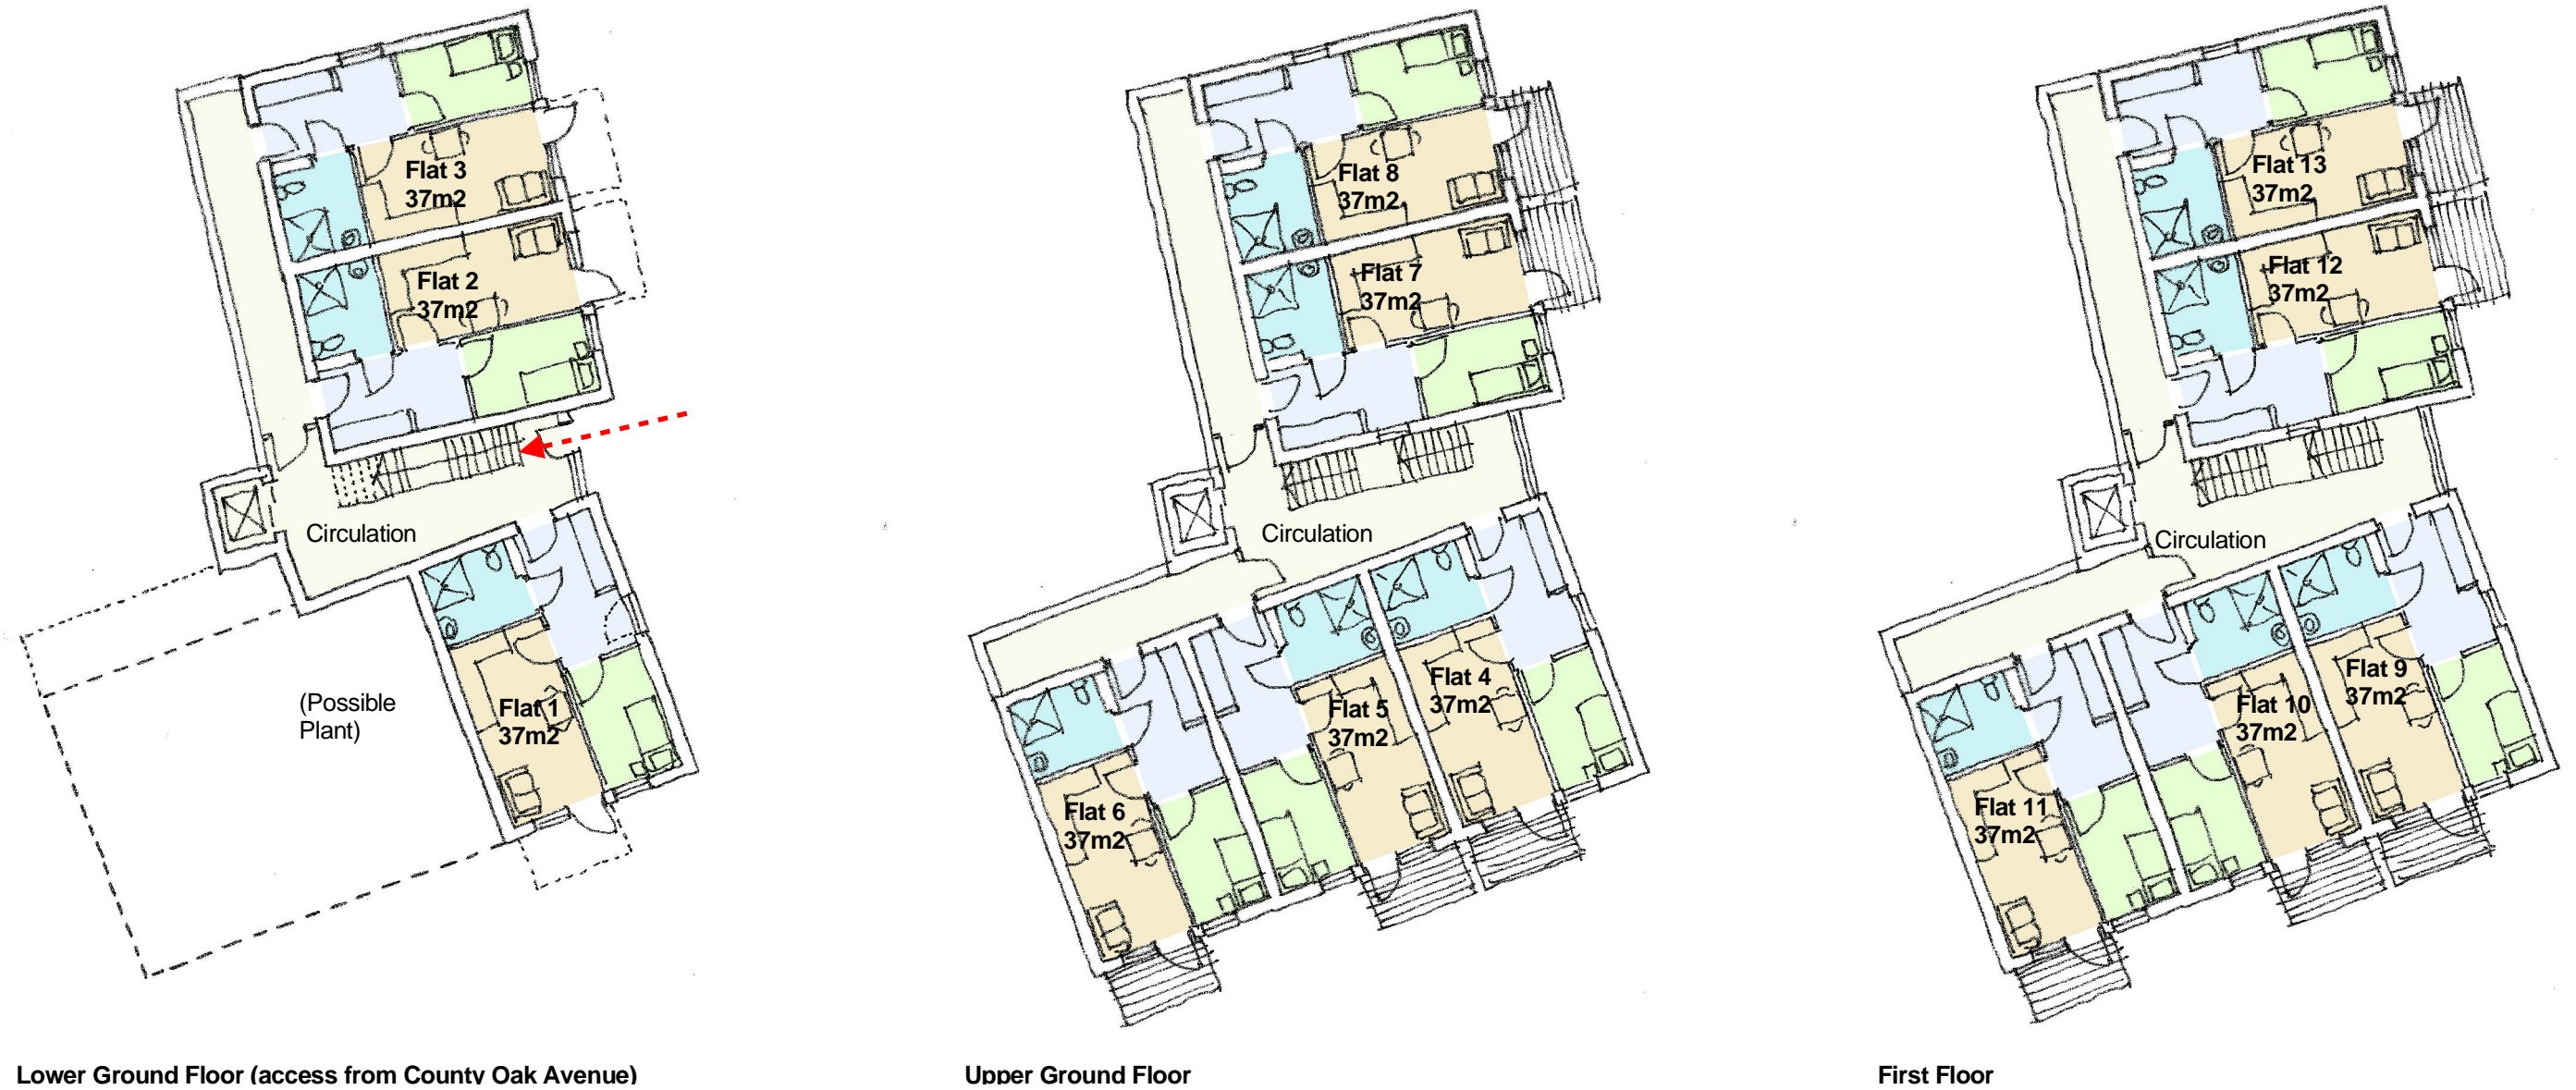 Flat 3
37m2
Flat 2
37m2
Circulation
(Possible
Plant)
Flat 1
37m2
Lower Ground Floor (access from County Oak Avenue)
Flat 8
37m2
Flat 7
37m2
Circulation
Flat 4
37m2
Flat 5
37m2
Flat 6
37m2
Upper Ground Floor
Flat 13
37m2
Flat 12
37m2
Circulation
Flat 9
37m2
Flat 10
37m2
Flat 11
37m2
First Floor